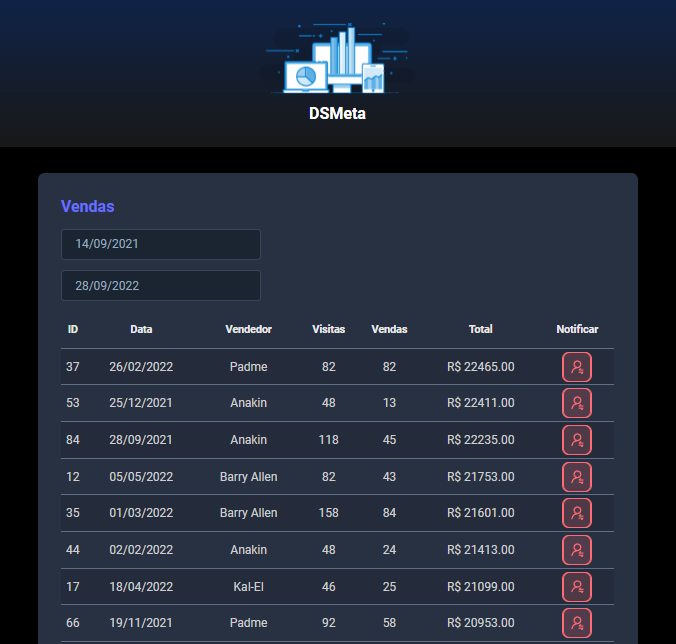 DSMeta
Vendas
14/09/2021
28/09/2022
ID Data Vendedor Visitas Vendas Total Notificar
37 26/02/2022 Padme 82 82 R$ 22465.00
53 25/12/2021 Anakin 48 13 R$ 22411.00
84 28/09/2021 Anakin 118 45 R$ 22235.00
12 05/05/2022 Barry Allen 82 43 R$ 21753.00
35 01/03/2022 Barry Allen 158 84 R$ 21601.00
44 02/02/2022 Anakin 48 24 R$ 21413.00
17 18/04/2022 Kal-El 46 25 R$ 21099.00
66 19/11/2021 Padme 92 58 R$ 20953.00